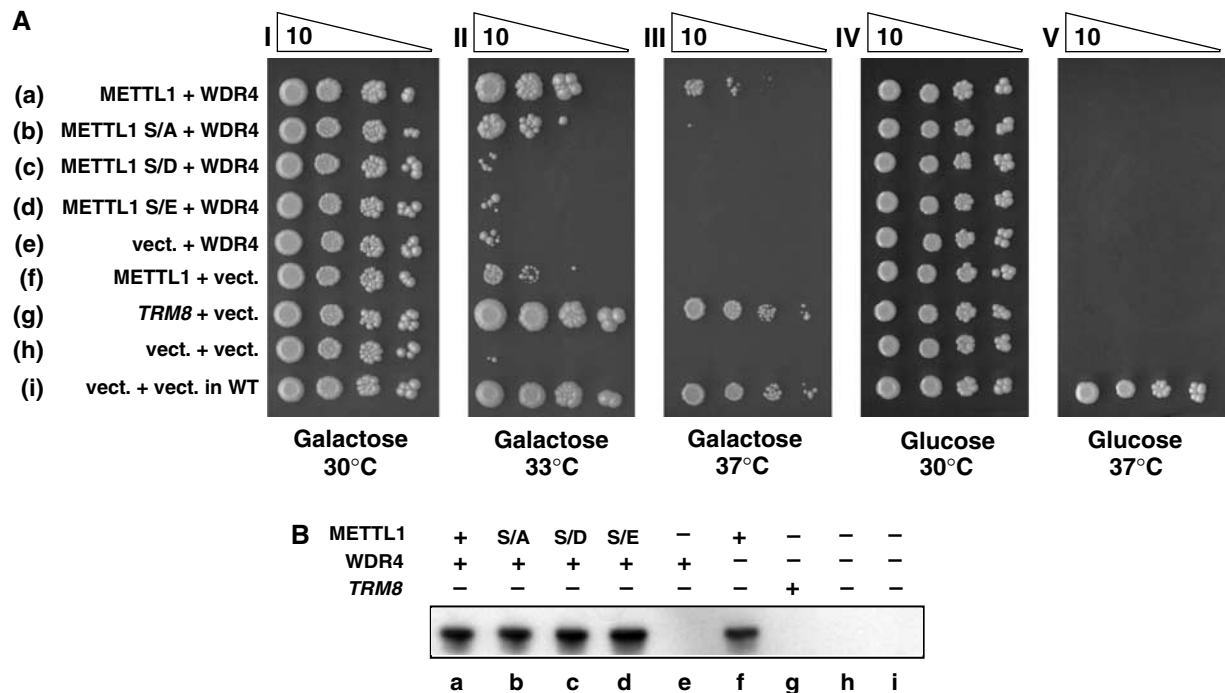 A
I 10 II 10 III 10 IV 10 V 10
(a) METTL1 + WDR4
(b) METTL1 S/A + WDR4
(c) METTL1 S/D + WDR4
(d) METTL1 S/E + WDR4
(e) vect. + WDR4
(f) METTL1 + vect.
(g) TRM8 + vect.
(h) vect. + vect.
(i) vect. + vect. in WT
Galactose Galactose Galactose Glucose Glucose
30°C 33°C 37°C 30°C 37°C
B METTL1 + S/A S/D S/E – + – – –
WDR4 + + + + + – – – –
TRM8 – – – – – – + – –
a b c d e f g h i